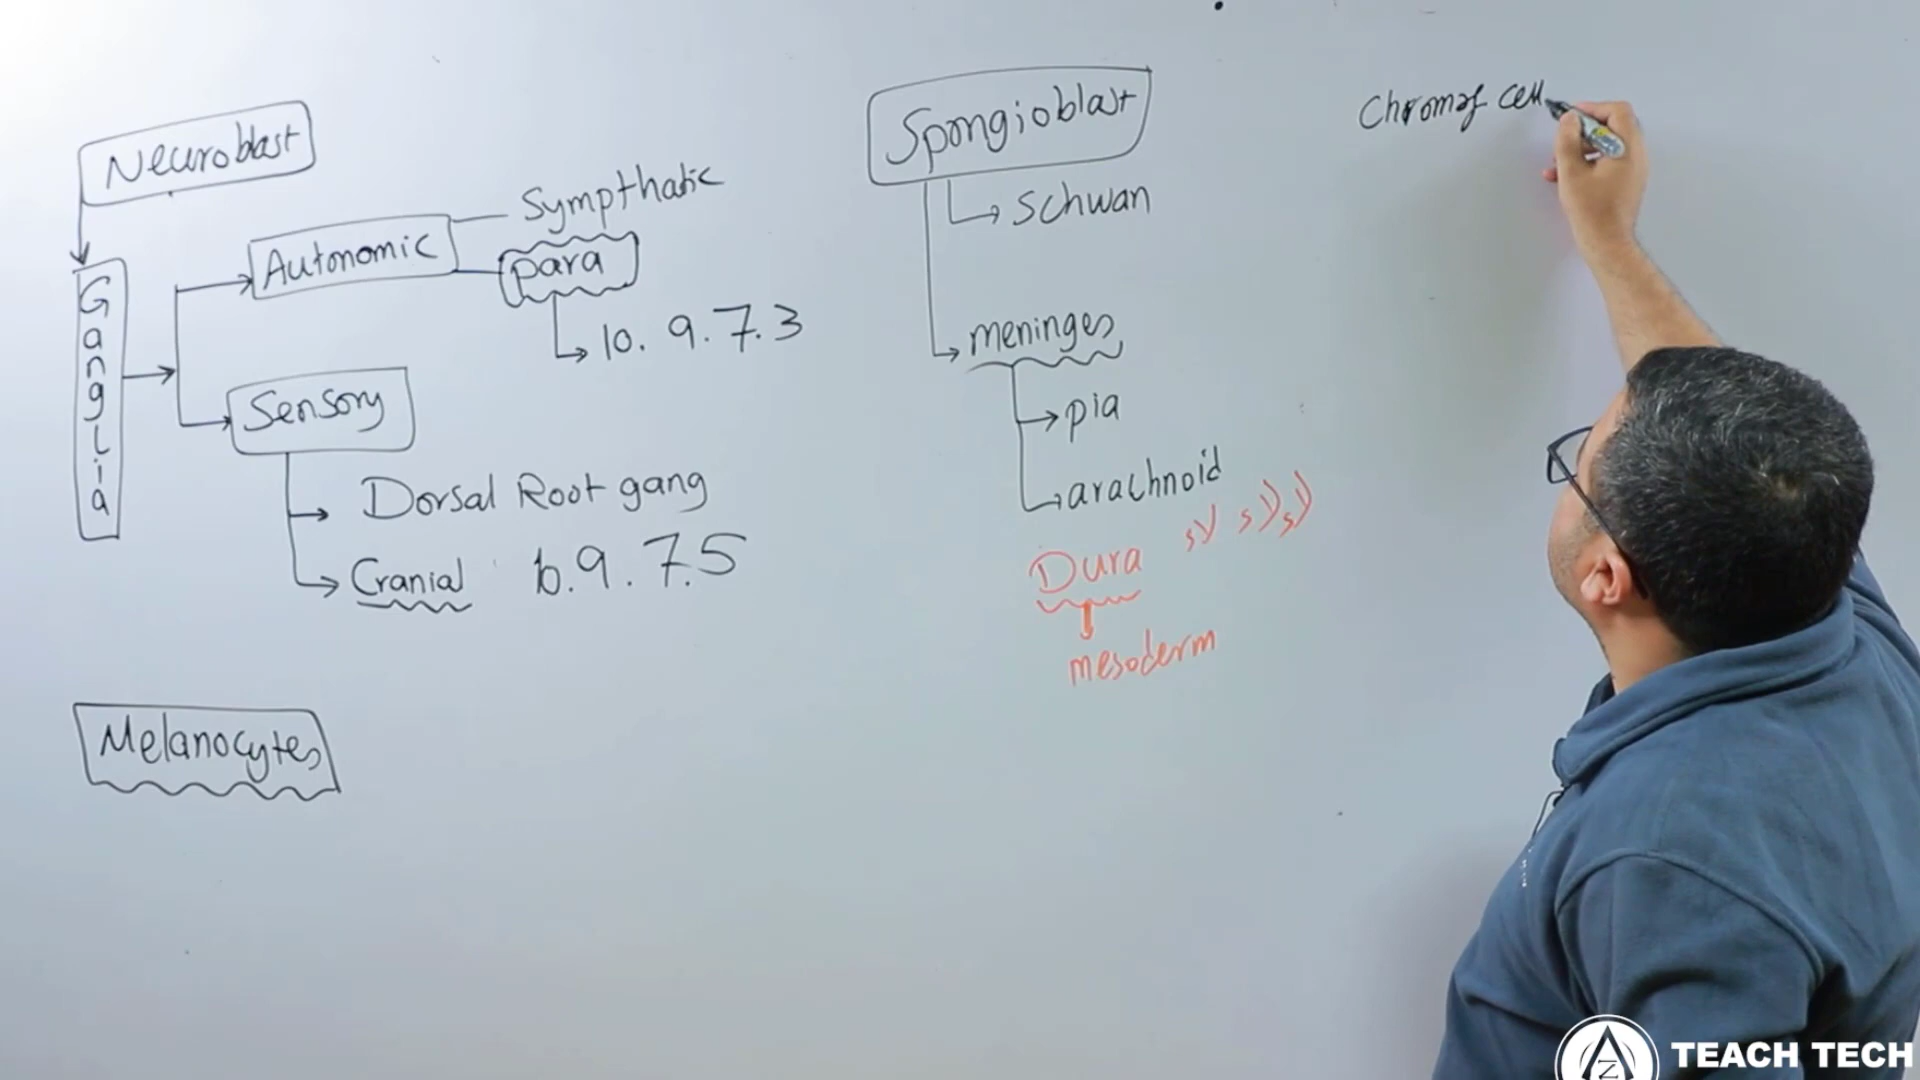 Neuroblast
Ganglia
Autonomic
Sympthatic
para
10. 9. 7. 3
Sensory
Dorsal Root gang
Cranial 10. 9. 7. 5
Melanocytes
Spongioblast
schwan
meninges
pia
arachnoid
Dura
mesoderm
Chromaf cell
TEACH TECH